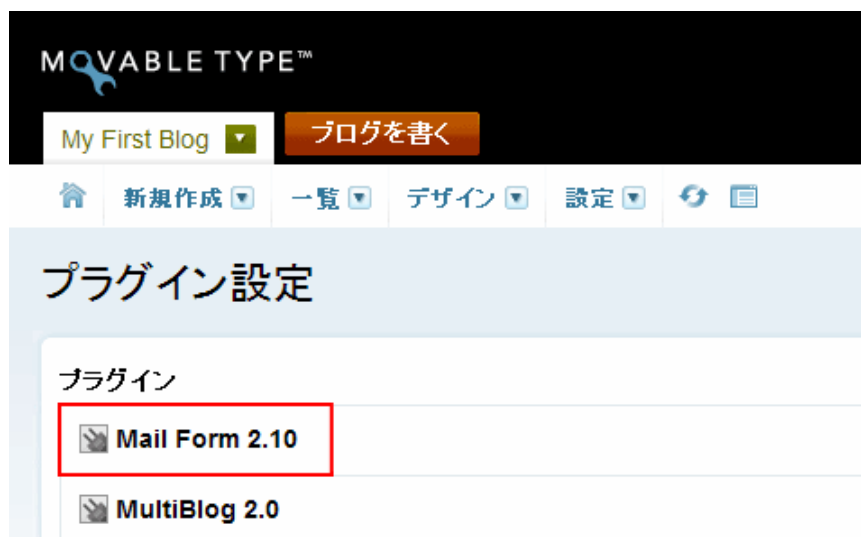 MOVABLE TYPE™
My First Blog ブログを書く
新規作成 一覧 デザイン 設定
プラグイン設定
プラグイン
Mail Form 2.10
MultiBlog 2.0